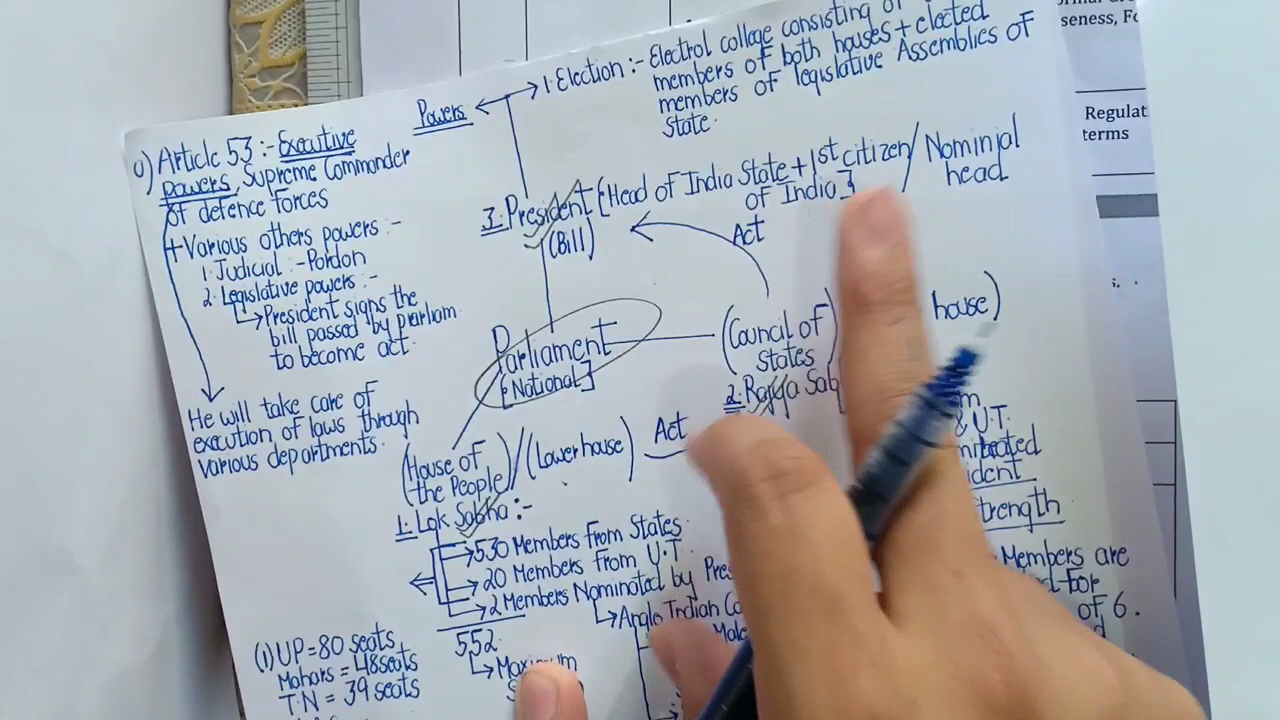 1. Election :- Electrol college consisting of
members of both houses + elected
members of legislative Assemblies of
state.
Powers
0) Article 53 :- Executive
Powers, Supreme Commander
of defence forces
+ Various others powers :-
1. Judicial :- Pordon
2. Legislative powers :-
President signs the
bill passed by parliam
to become act.
He will take care of
execution of laws through
various departments.
3. President [Head of India State + 1st citizen / Nominial
of India] head
(Bill)
Act
Parliament
[National]
(Council of house)
States
2. Rajya Sab
(House of / (Lower house) Act
the People)
1. Lok Sabha :-
530 Members from States.
20 Members from U.T.
2 Members Nominated by Pres
552
Maximum
Anglo Indian Co
(1) UP = 80 seats
Mahars = 48 seats
T.N = 39 seats
& U.T.
Members are
of 6.
Regulat
terms